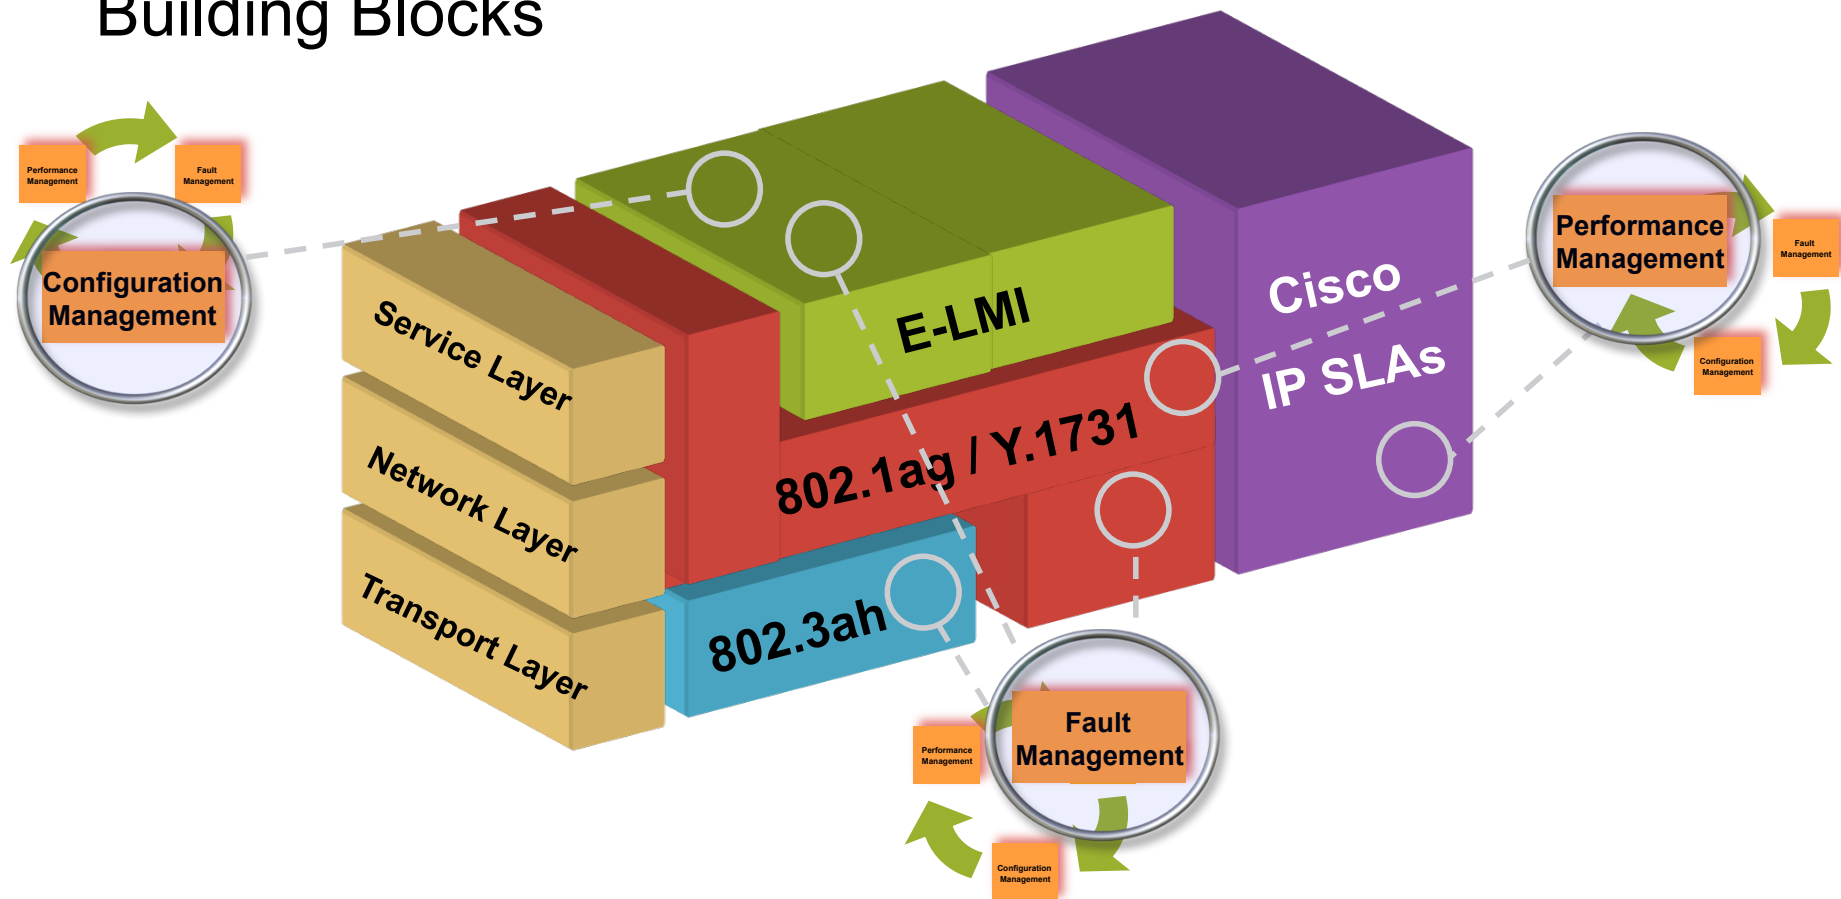 Building Blocks
Performance
Management
Fault
Management
Configuration
Management
Service Layer
Network Layer
Transport Layer
E-LMI
802.1ag / Y.1731
802.3ah
Cisco
IP SLAs
Performance
Management
Fault
Management
Configuration
Management
Fault
Management
Performance
Management
Configuration
Management